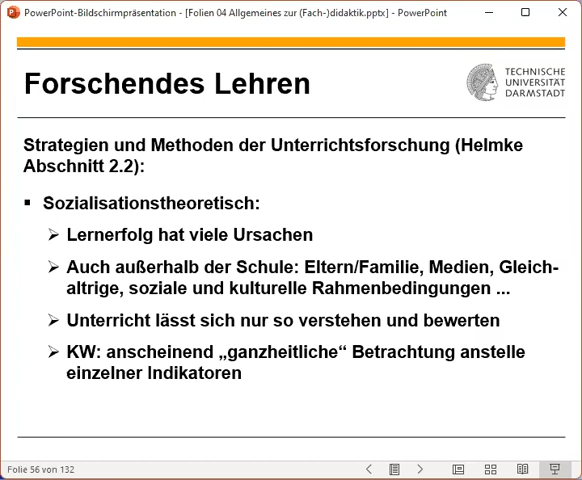 PowerPoint-Bildschirmpräsentation - [Folien 04 Allgemeines zur (Fach-)didaktik.pptx] - PowerPoint
Forschendes Lehren
TECHNISCHE
UNIVERSITÄT
DARMSTADT
Strategien und Methoden der Unterrichtsforschung (Helmke
Abschnitt 2.2):
▪ Sozialisationstheoretisch:
➢ Lernerfolg hat viele Ursachen
➢ Auch außerhalb der Schule: Eltern/Familie, Medien, Gleich-
altrige, soziale und kulturelle Rahmenbedingungen ...
➢ Unterricht lässt sich nur so verstehen und bewerten
➢ KW: anscheinend „ganzheitliche“ Betrachtung anstelle
einzelner Indikatoren
Folie 56 von 132